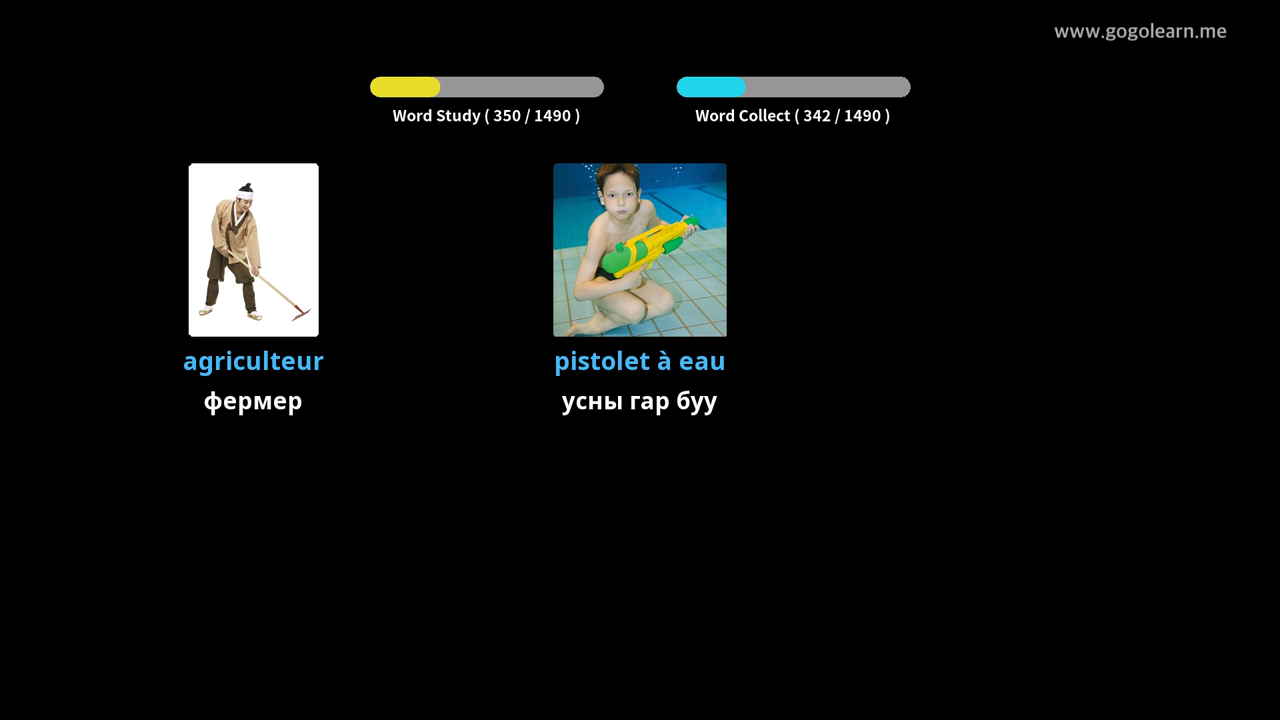 www.gogolearn.me
Word Study ( 350 / 1490 )
Word Collect ( 342 / 1490 )
agriculteur
фермер
pistolet à eau
усны гар буу